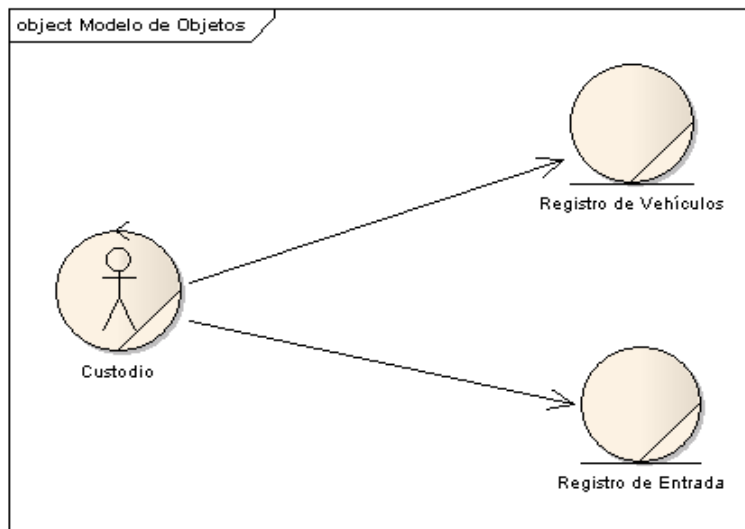 object Modelo de Objetos
Registro de Vehículos
Custodio
Registro de Entrada